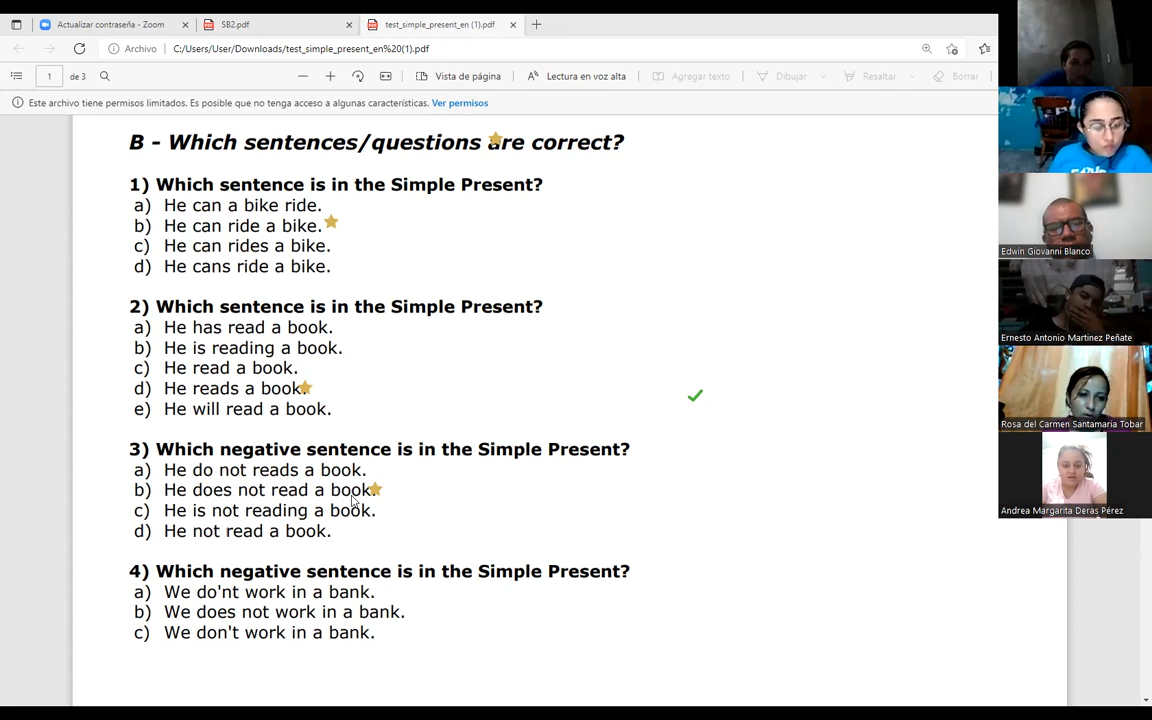 Actualizar contraseña - Zoom
SB2.pdf
test_simple_present_en (1).pdf
Archivo
C:/Users/User/Downloads/test_simple_present_en%20(1).pdf
1
de 3
Vista de página
Lectura en voz alta
Agregar texto
Dibujar
Resaltar
Borrar
Este archivo tiene permisos limitados. Es posible que no tenga acceso a algunas características. Ver permisos
B - Which sentences/questions are correct?
1) Which sentence is in the Simple Present?
a) He can a bike ride.
b) He can ride a bike.
c) He can rides a bike.
d) He cans ride a bike.
2) Which sentence is in the Simple Present?
a) He has read a book.
b) He is reading a book.
c) He read a book.
d) He reads a book.
e) He will read a book.
3) Which negative sentence is in the Simple Present?
a) He do not reads a book.
b) He does not read a book.
c) He is not reading a book.
d) He not read a book.
4) Which negative sentence is in the Simple Present?
a) We do'nt work in a bank.
b) We does not work in a bank.
c) We don't work in a bank.
Edwin Giovanni Blanco
Ernesto Antonio Martinez Peñate
Rosa del Carmen Santamaria Tobar
Andrea Margarita Deras Pérez